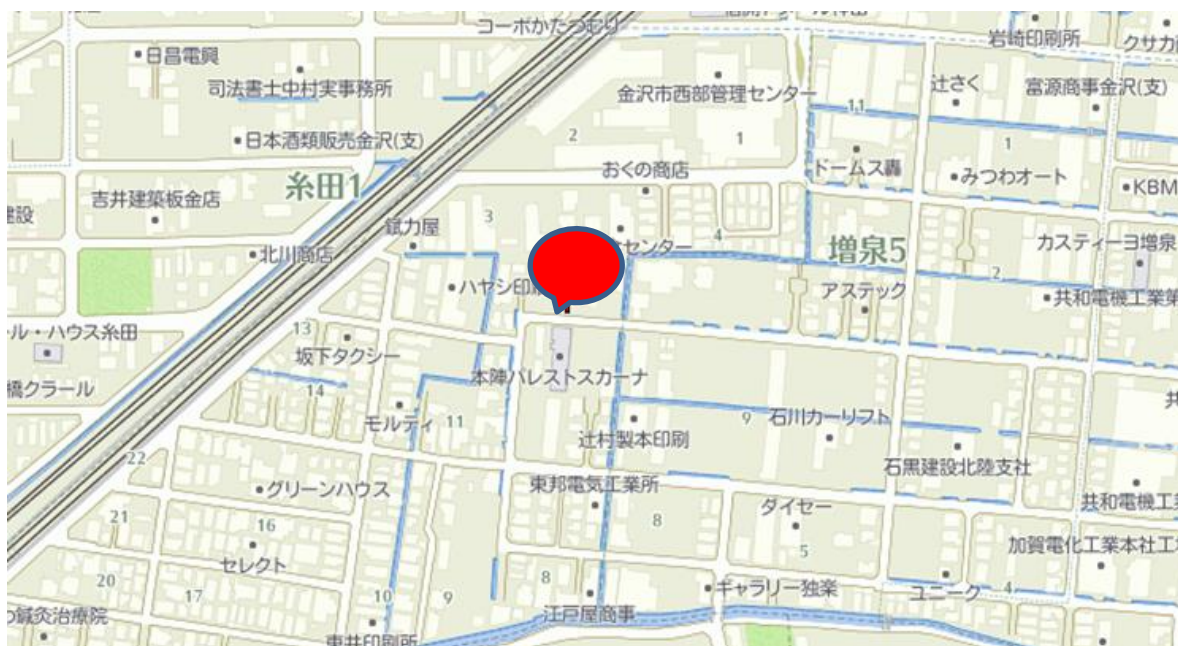 コーポかたつむり
岩崎印刷所
クサカ
日昌電興
司法書士中村実事務所
金沢市西部管理センター
辻さく
富源商事金沢(支)
11
2
1
1
日本酒類販売金沢(支)
おくの商店
ドームス轟
みつわオート
KBM
糸田1
吉井建築板金店
建設
3
4
北川商店
センター
増泉5
カスティーヨ増泉
ハヤシ印
アステック
2
共和電機工業第
ール・ハウス糸田
13
坂下タクシー
橋クラール
14
本陣パレストスカーナ
共
モルティ
11
辻村製本印刷
9
石川カーリフト
22
石黒建設北陸支社
グリーンハウス
東邦電気工業所
ダイセー
共和電機工
21
16
8
5
加賀電化工業本社工
セレクト
20
17
10
9
8
ギャラリー独楽
ユニーク
4
鍼灸治療院
江戸屋商事
東井印刷所